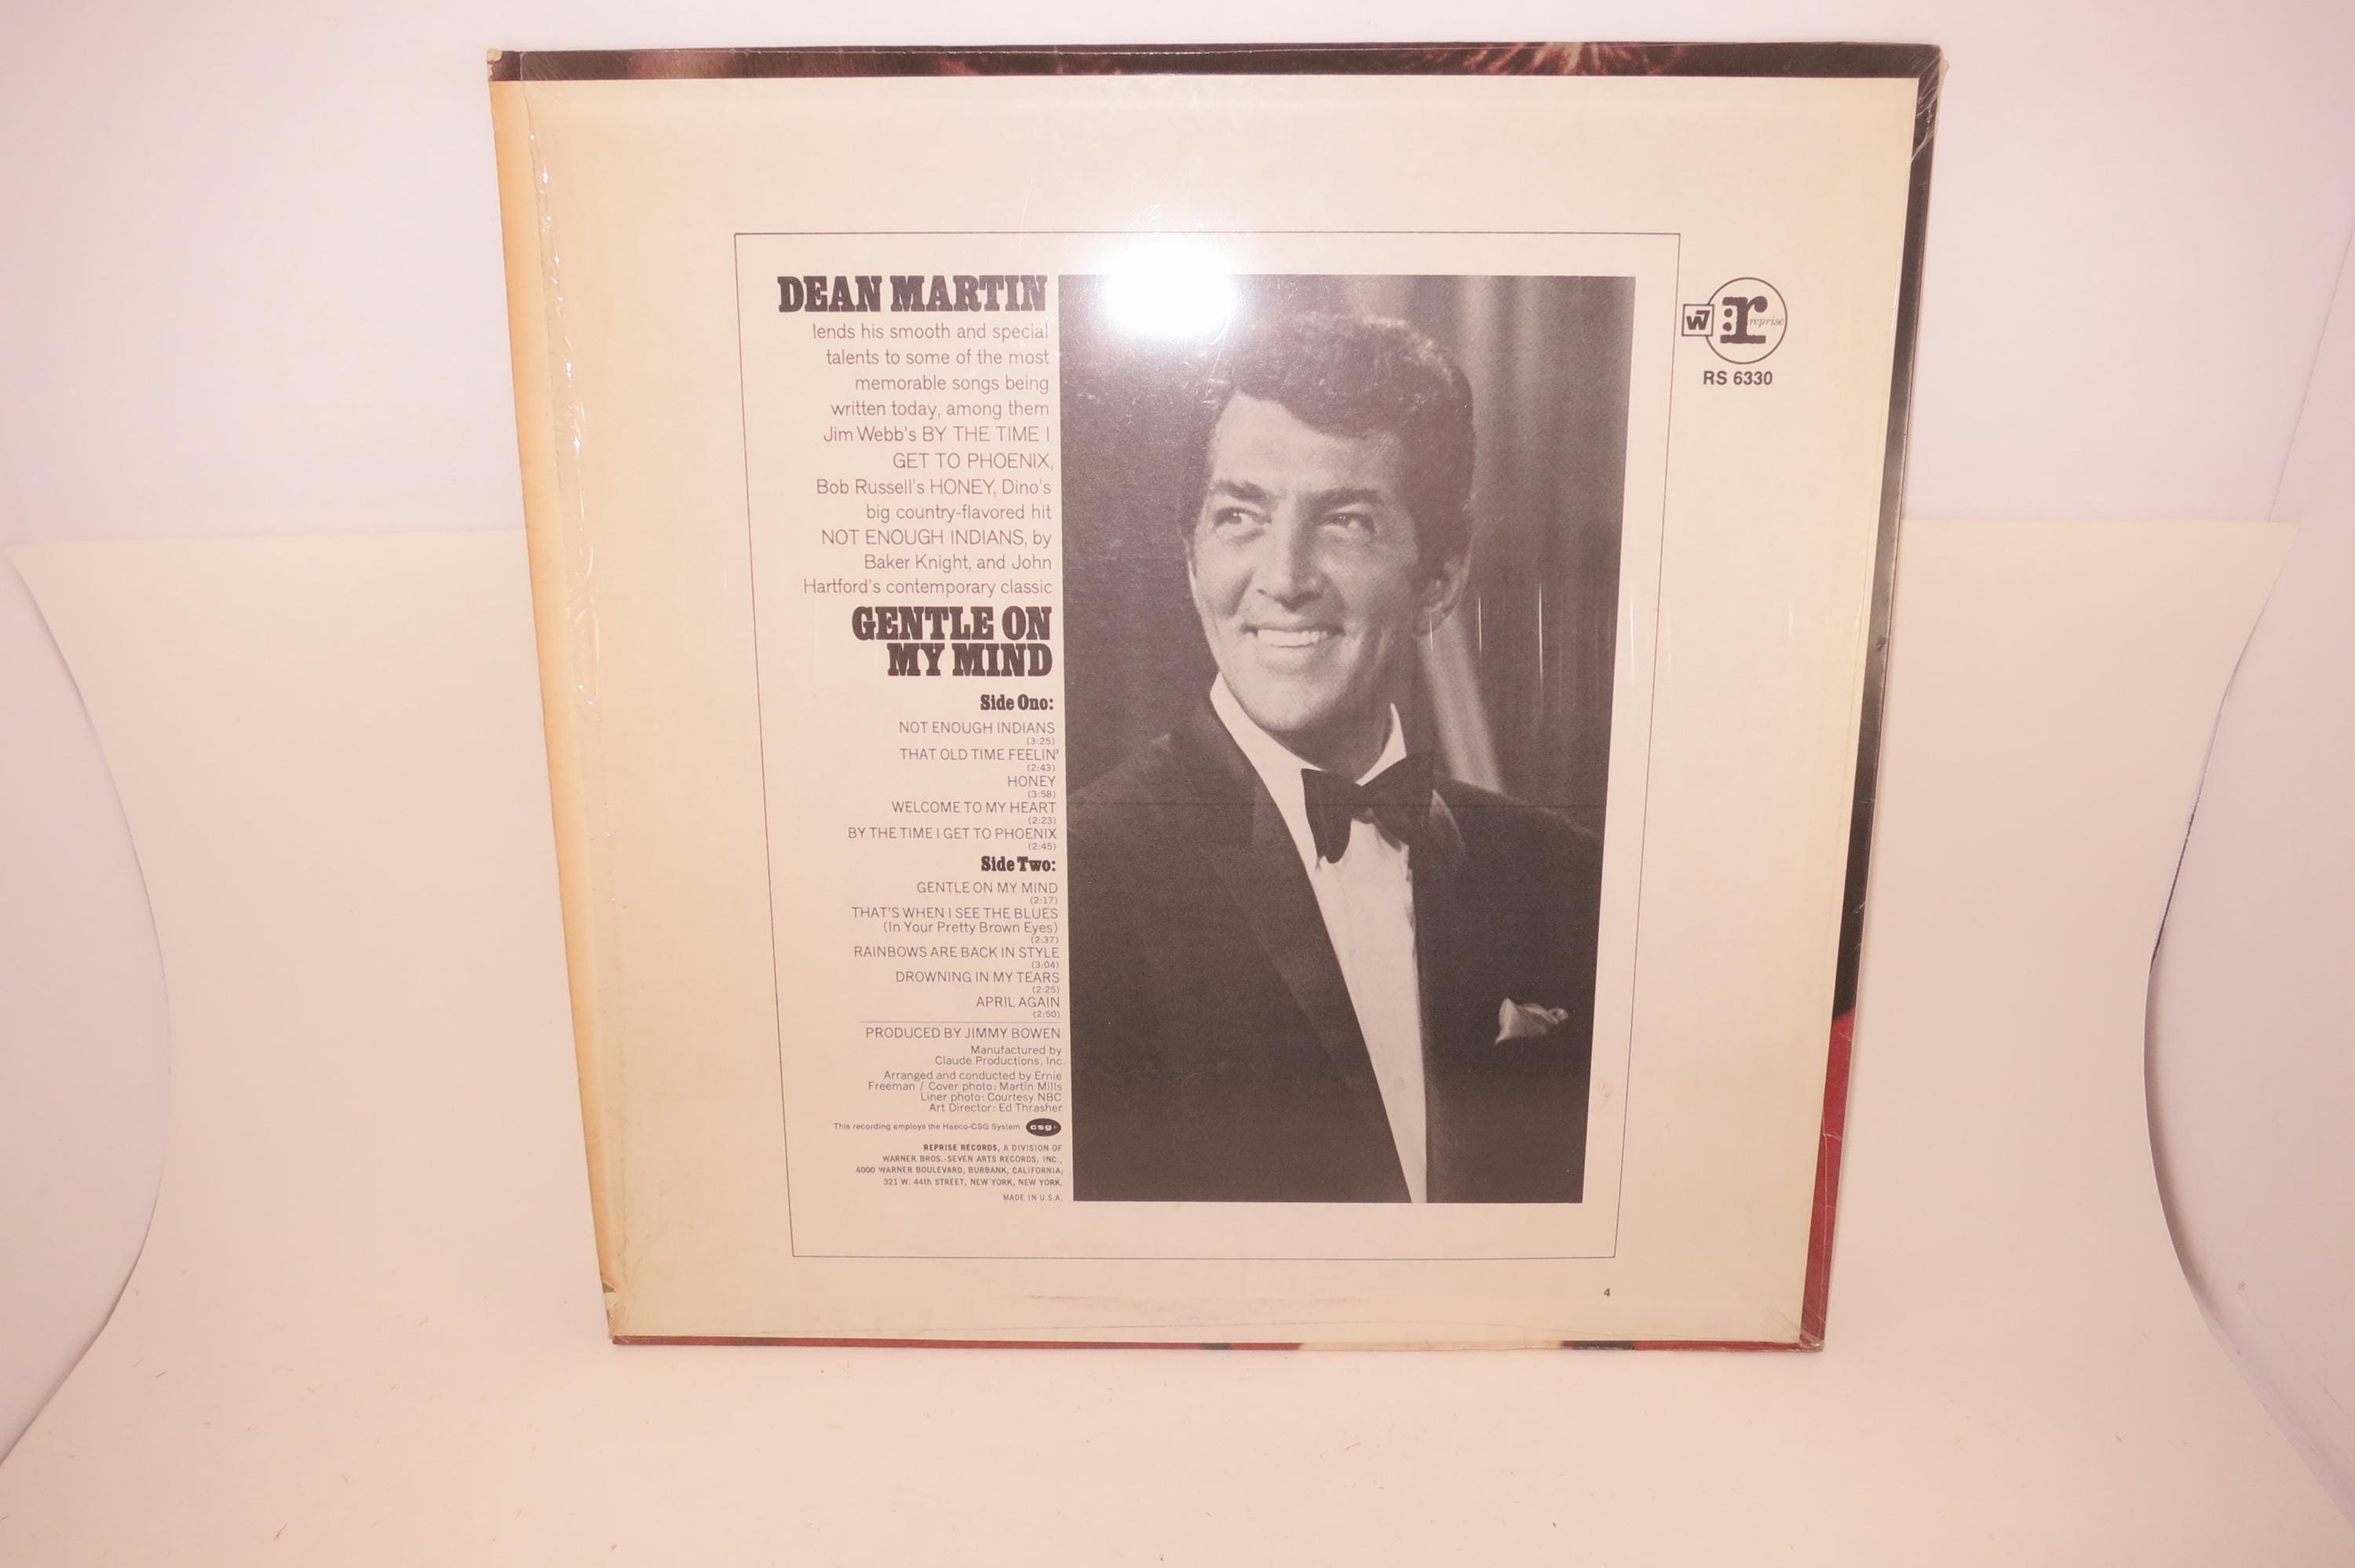 DEAN MARTIN
lends his smooth and special
talents to some of the most
memorable songs being
written today, among them
Jim Webb's BY THE TIME I
GET TO PHOENIX,
Bob Russell's HONEY, Dino's
big country-flavored hit
NOT ENOUGH INDIANS, by
Baker Knight, and John
Hartford's contemporary classic
GENTLE ON
MY MIND
Side One:
NOT ENOUGH INDIANS
(3:25)
THAT OLD TIME FEELIN'
(2:43)
HONEY
(3:58)
WELCOME TO MY HEART
(2:23)
BY THE TIME I GET TO PHOENIX
(2:45)
Side Two:
GENTLE ON MY MIND
(2:17)
THAT'S WHEN I SEE THE BLUES
(In Your Pretty Brown Eyes)
(2:37)
RAINBOWS ARE BACK IN STYLE
(3:04)
DROWNING IN MY TEARS
(2:25)
APRIL AGAIN
(2:50)
PRODUCED BY JIMMY BOWEN
Manufactured by
Claude Productions, Inc
Arranged and conducted by Ernie
Freeman / Cover photo: Martin Mills
Liner photo: Courtesy NBC
Art Director: Ed Thrasher
This recording employs the Haeco-CSG System csg
REPRISE RECORDS, A DIVISION OF
WARNER BROS.-SEVEN ARTS RECORDS, INC.,
4000 WARNER BOULEVARD, BURBANK, CALIFORNIA;
321 W. 44th STREET, NEW YORK, NEW YORK.
MADE IN U.S.A.
W7 r reprise
RS 6330
4